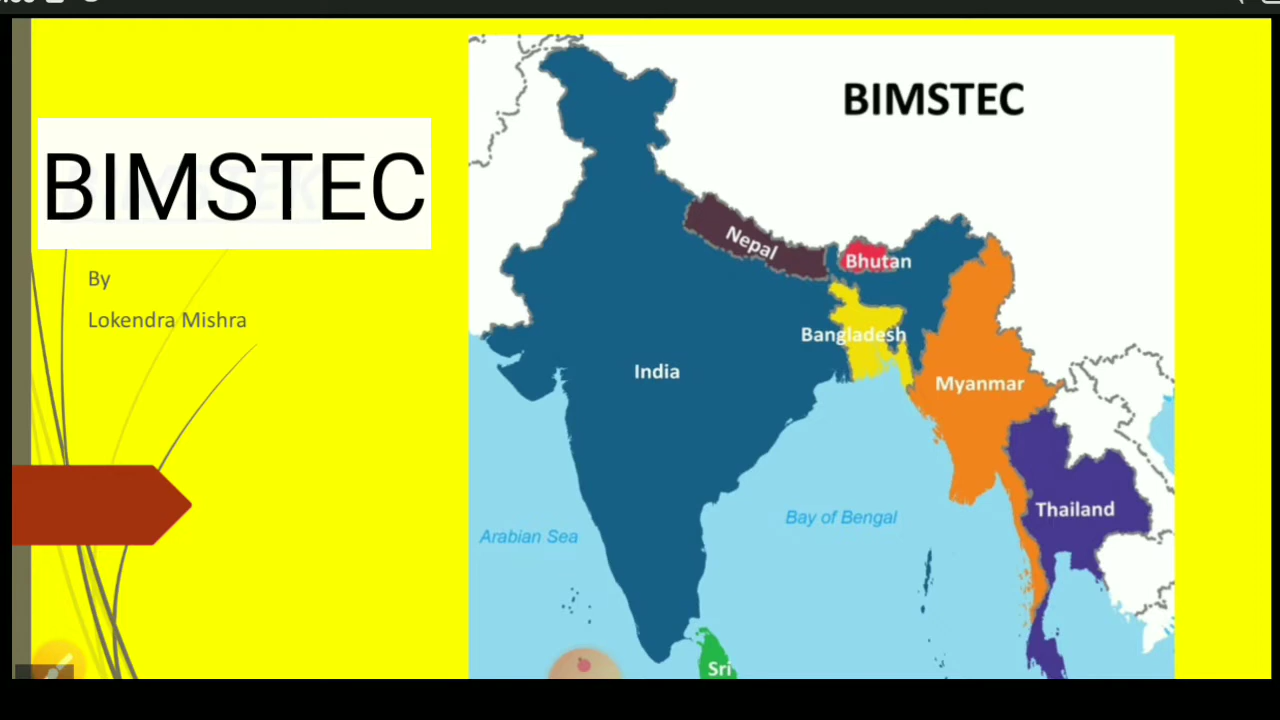 BIMSTEC
By
Lokendra Mishra
BIMSTEC
Nepal
Bhutan
Bangladesh
India
Myanmar
Thailand
Bay of Bengal
Arabian Sea
Sri